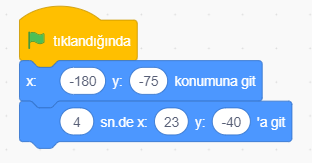 tıklandığında
x: -180 y: -75 konumuna git
4 sn.de x: 23 y: -40 'a git